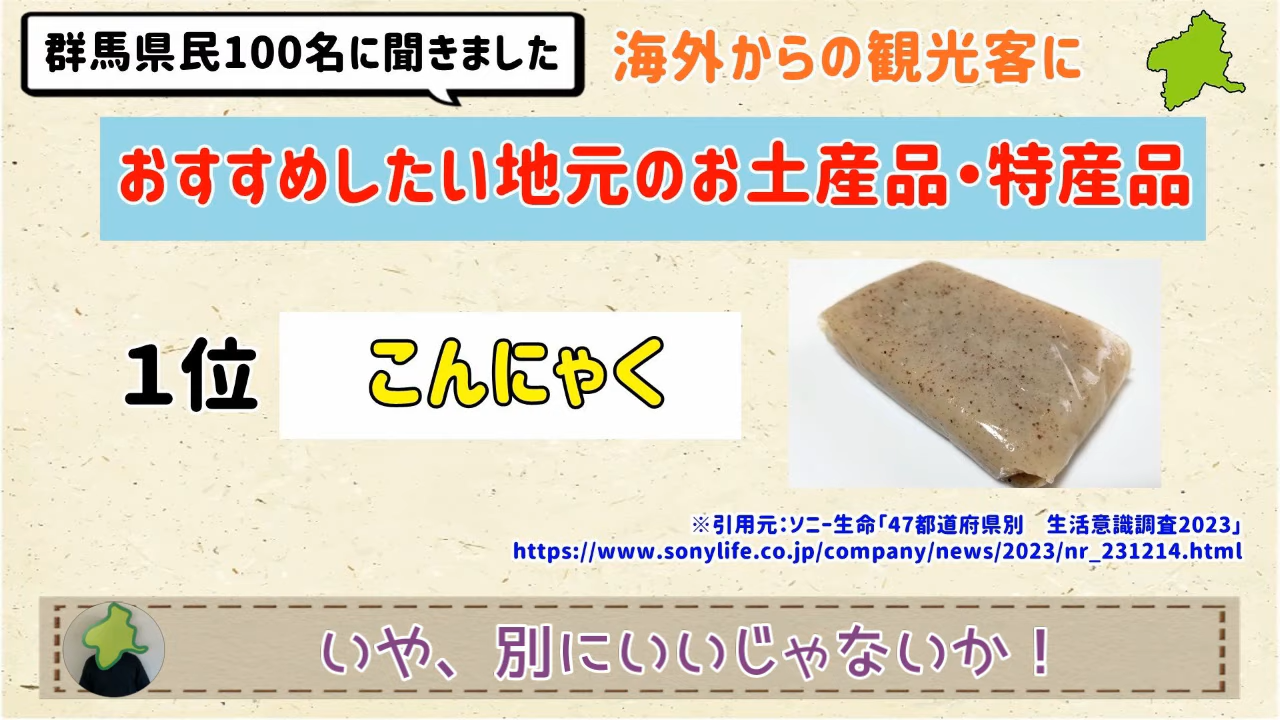 群馬県民100名に聞きました
海外からの観光客に
おすすめしたい地元のお土産品・特産品
1位
こんにゃく
※引用元：ソニー生命「47都道府県別　生活意識調査2023」
https://www.sonylife.co.jp/company/news/2023/nr_231214.html
いや、別にいいじゃないか！